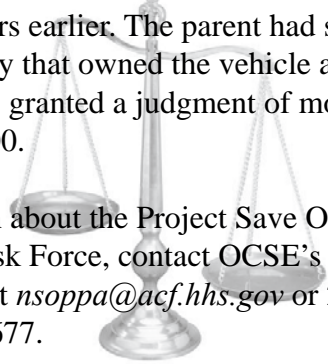 rs earlier. The parent had s
y that owned the vehicle a
granted a judgment of mo
0.
about the Project Save O
sk Force, contact OCSE's
t nsoppa@acf.hhs.gov or
677.